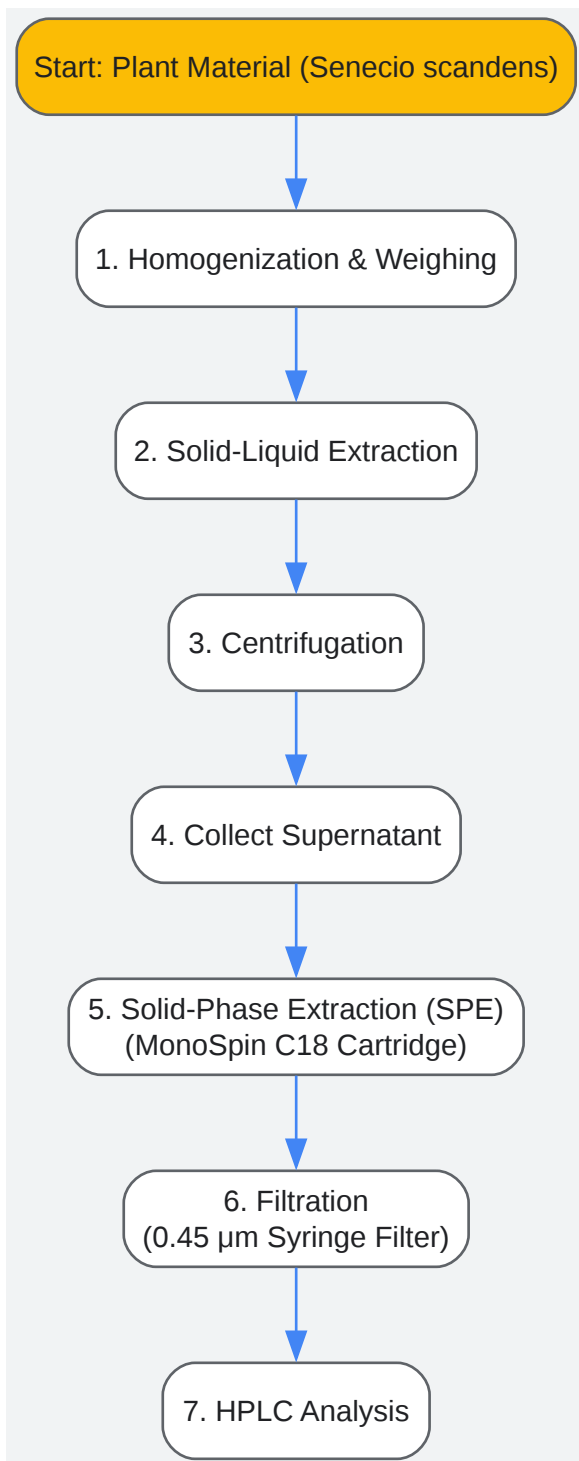 Start: Plant Material (Senecio scandens)
1. Homogenization & Weighing
2. Solid-Liquid Extraction
3. Centrifugation
4. Collect Supernatant
5. Solid-Phase Extraction (SPE)
(MonoSpin C18 Cartridge)
6. Filtration
(0.45 μm Syringe Filter)
7. HPLC Analysis